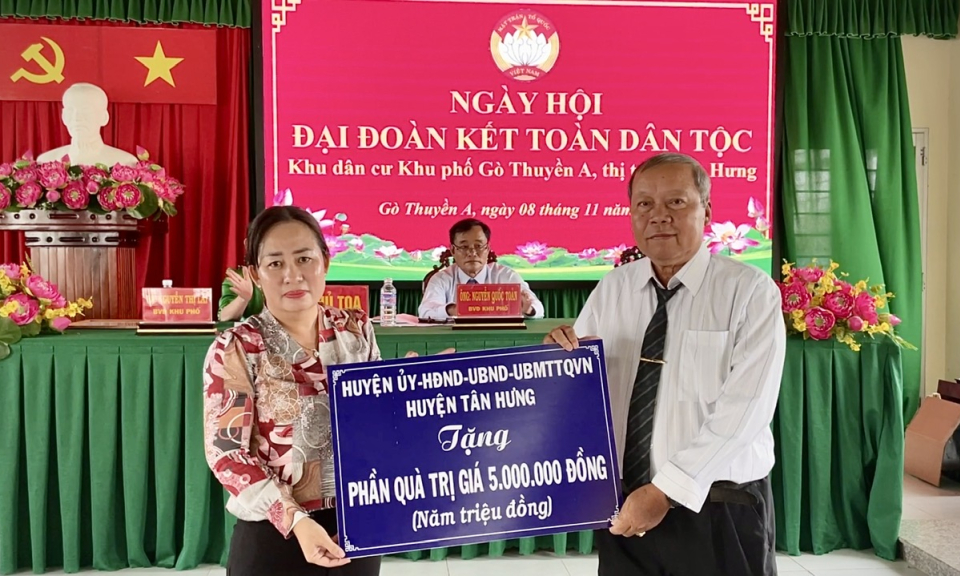 MẶT TRẬN TỔ QUỐC
VIỆT NAM
NGÀY HỘI
ĐẠI ĐOÀN KẾT TOÀN DÂN TỘC
Khu dân cư Khu phố Gò Thuyền A, thị Hưng
Gò Thuyền A, ngày 08 tháng 11
NGUYỄN THỊ
BVĐ KHU PHỐ
TOẠ
ÔNG: NGUYỄN QUỐC TOẢN
BVĐ KHU PHỐ
HUYỆN ỦY-HĐND-UBND-UBMTTQVN
HUYỆN TÂN HƯNG
Tặng
PHẦN QUÀ TRỊ GIÁ 5.000.000 ĐỒNG
(Năm triệu đồng)